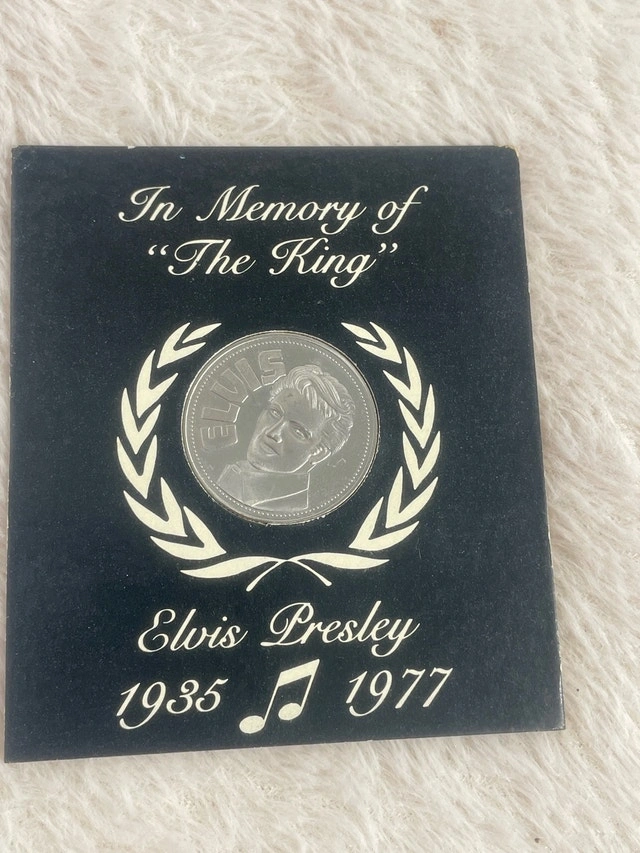 In Memory of
“The King”
ELVIS
Elvis Presley
1935 1977